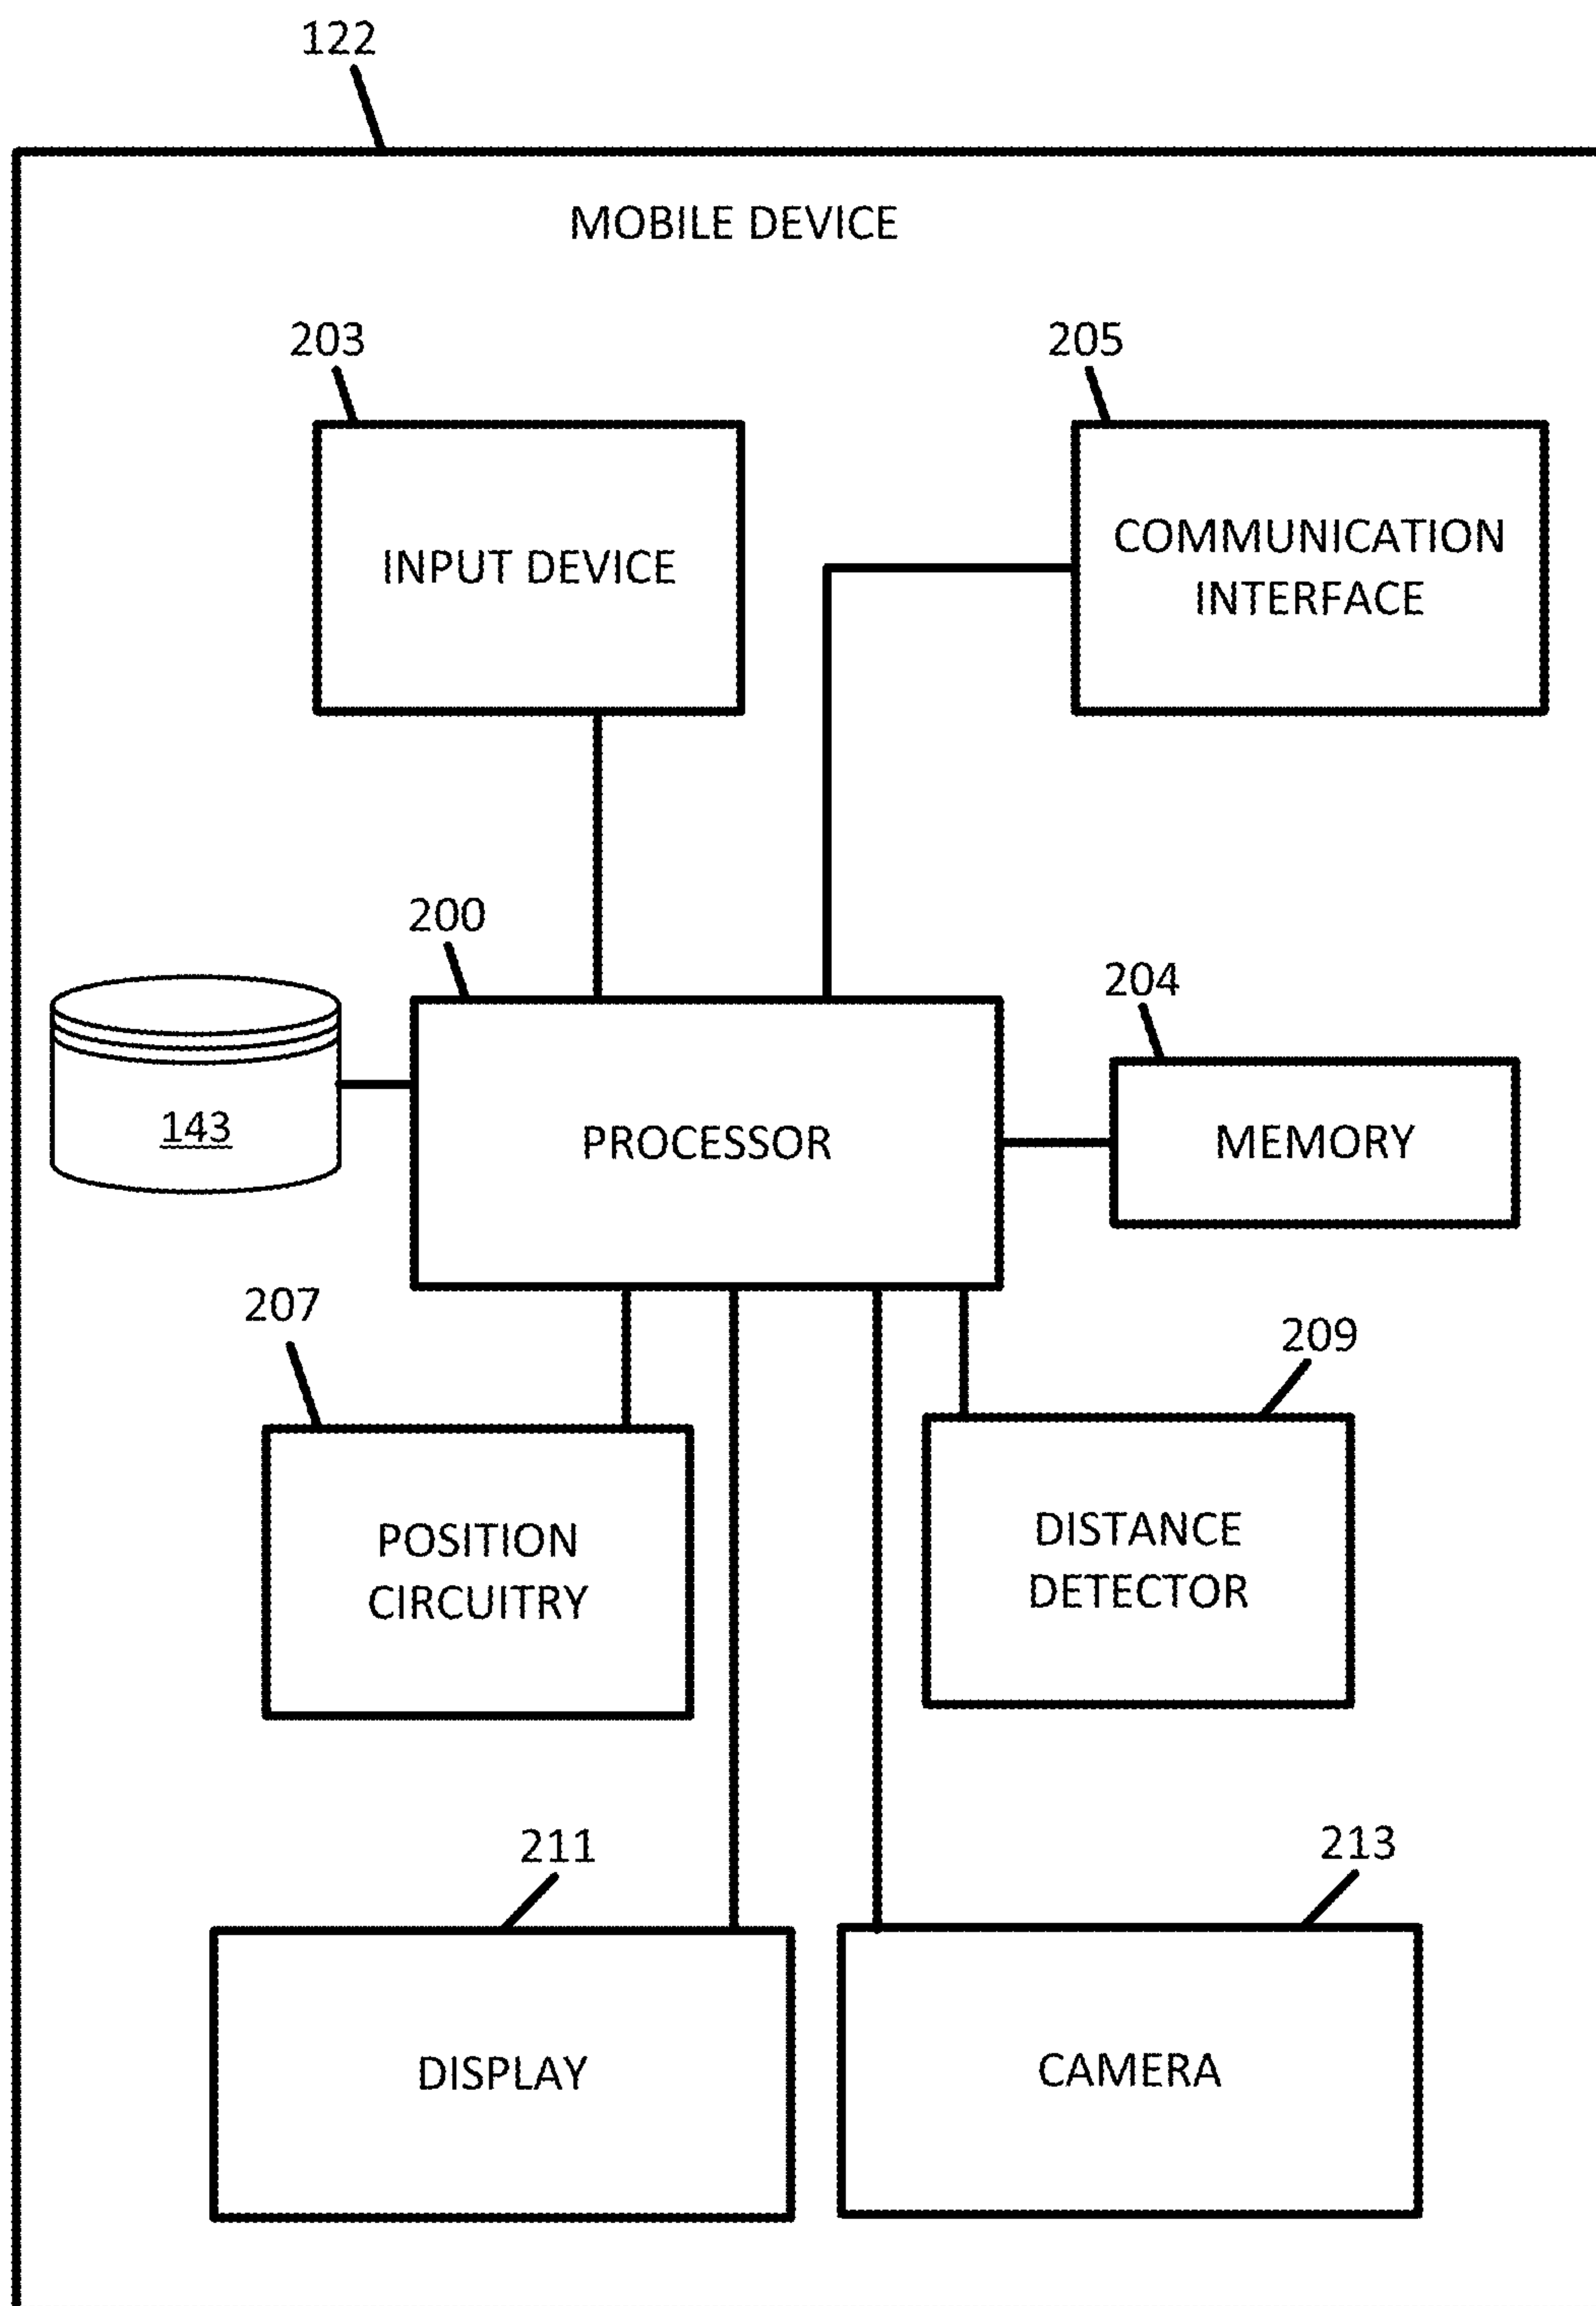 122
MOBILE DEVICE
203
205
INPUT DEVICE
COMMUNICATION
INTERFACE
200
204
143
PROCESSOR
MEMORY
207
209
POSITION
CIRCUITRY
DISTANCE
DETECTOR
211
213
DISPLAY
CAMERA